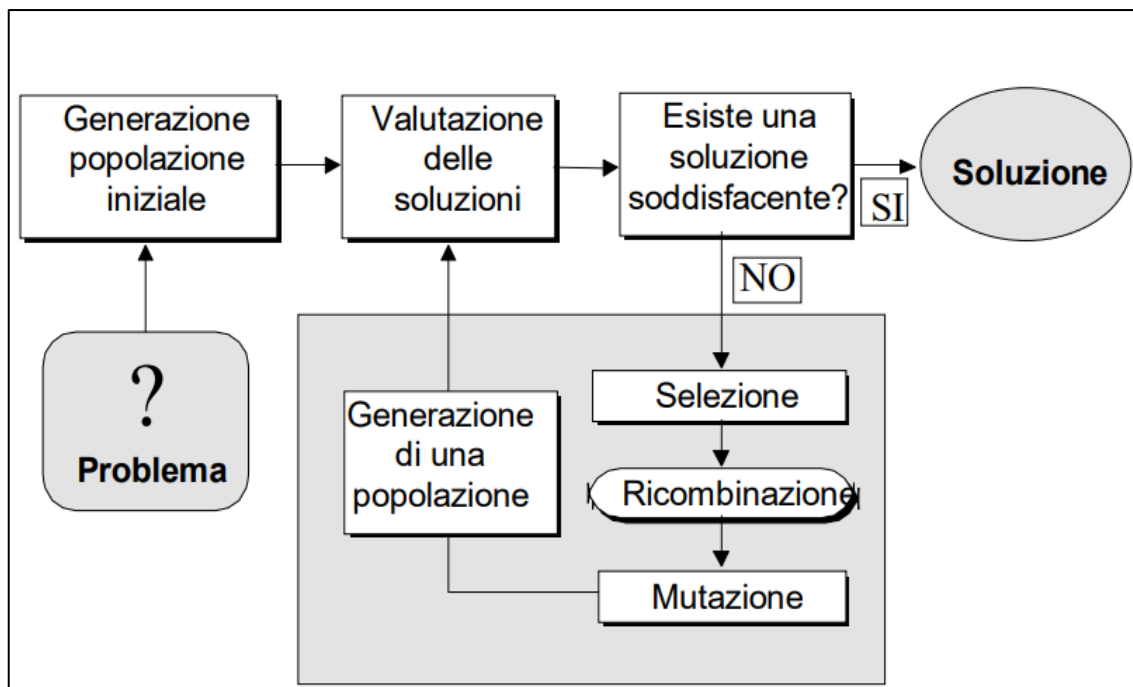 Generazione
popolazione
iniziale
Valutazione
delle
soluzioni
Esiste una
soluzione
soddisfacente?
SI
Soluzione
NO
?
Problema
Generazione
di una
popolazione
Selezione
Ricombinazione
Mutazione